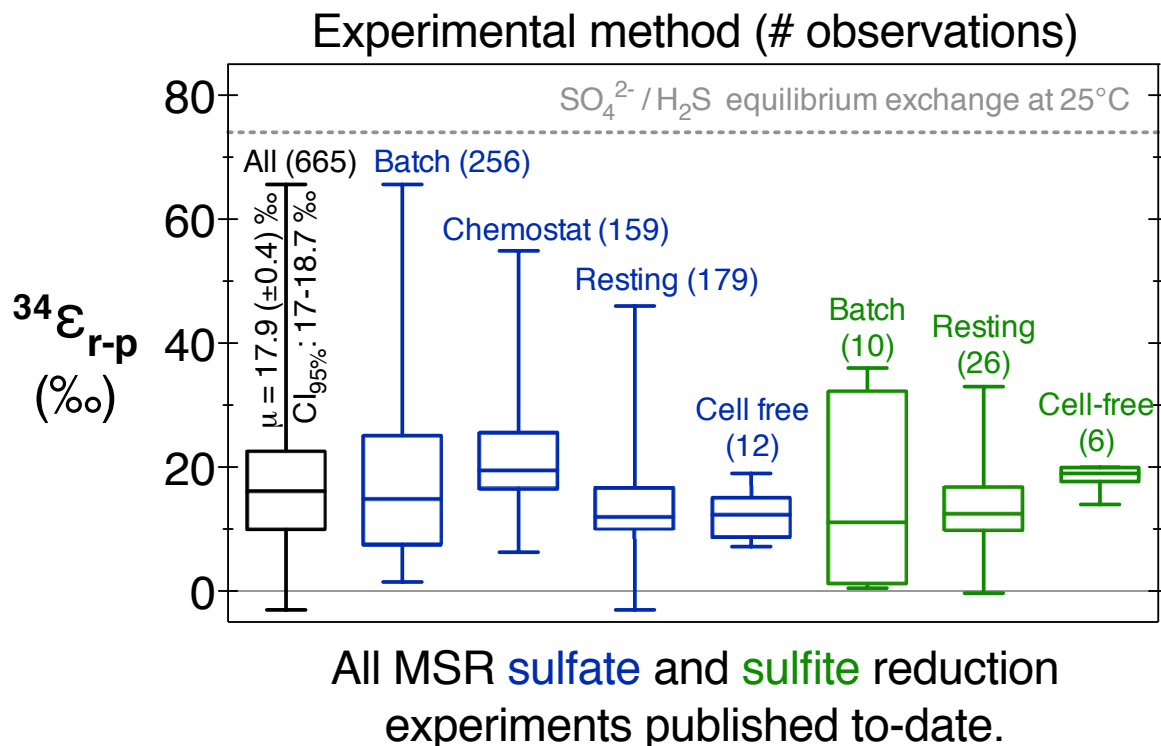 Experimental method (# observations)
80
SO₄²⁻ / H₂S equilibrium exchange at 25°C
All (665)
Batch (256)
60
μ = 17.9 (±0.4) ‰
CI₉₅%: 17-18.7 ‰
Chemostat (159)
Resting (179)
³⁴εᵣ₋ₚ
(‰)
40
Batch
(10)
Resting
(26)
Cell free
(12)
Cell-free
(6)
20
0
All MSR sulfate and sulfite reduction
experiments published to-date.